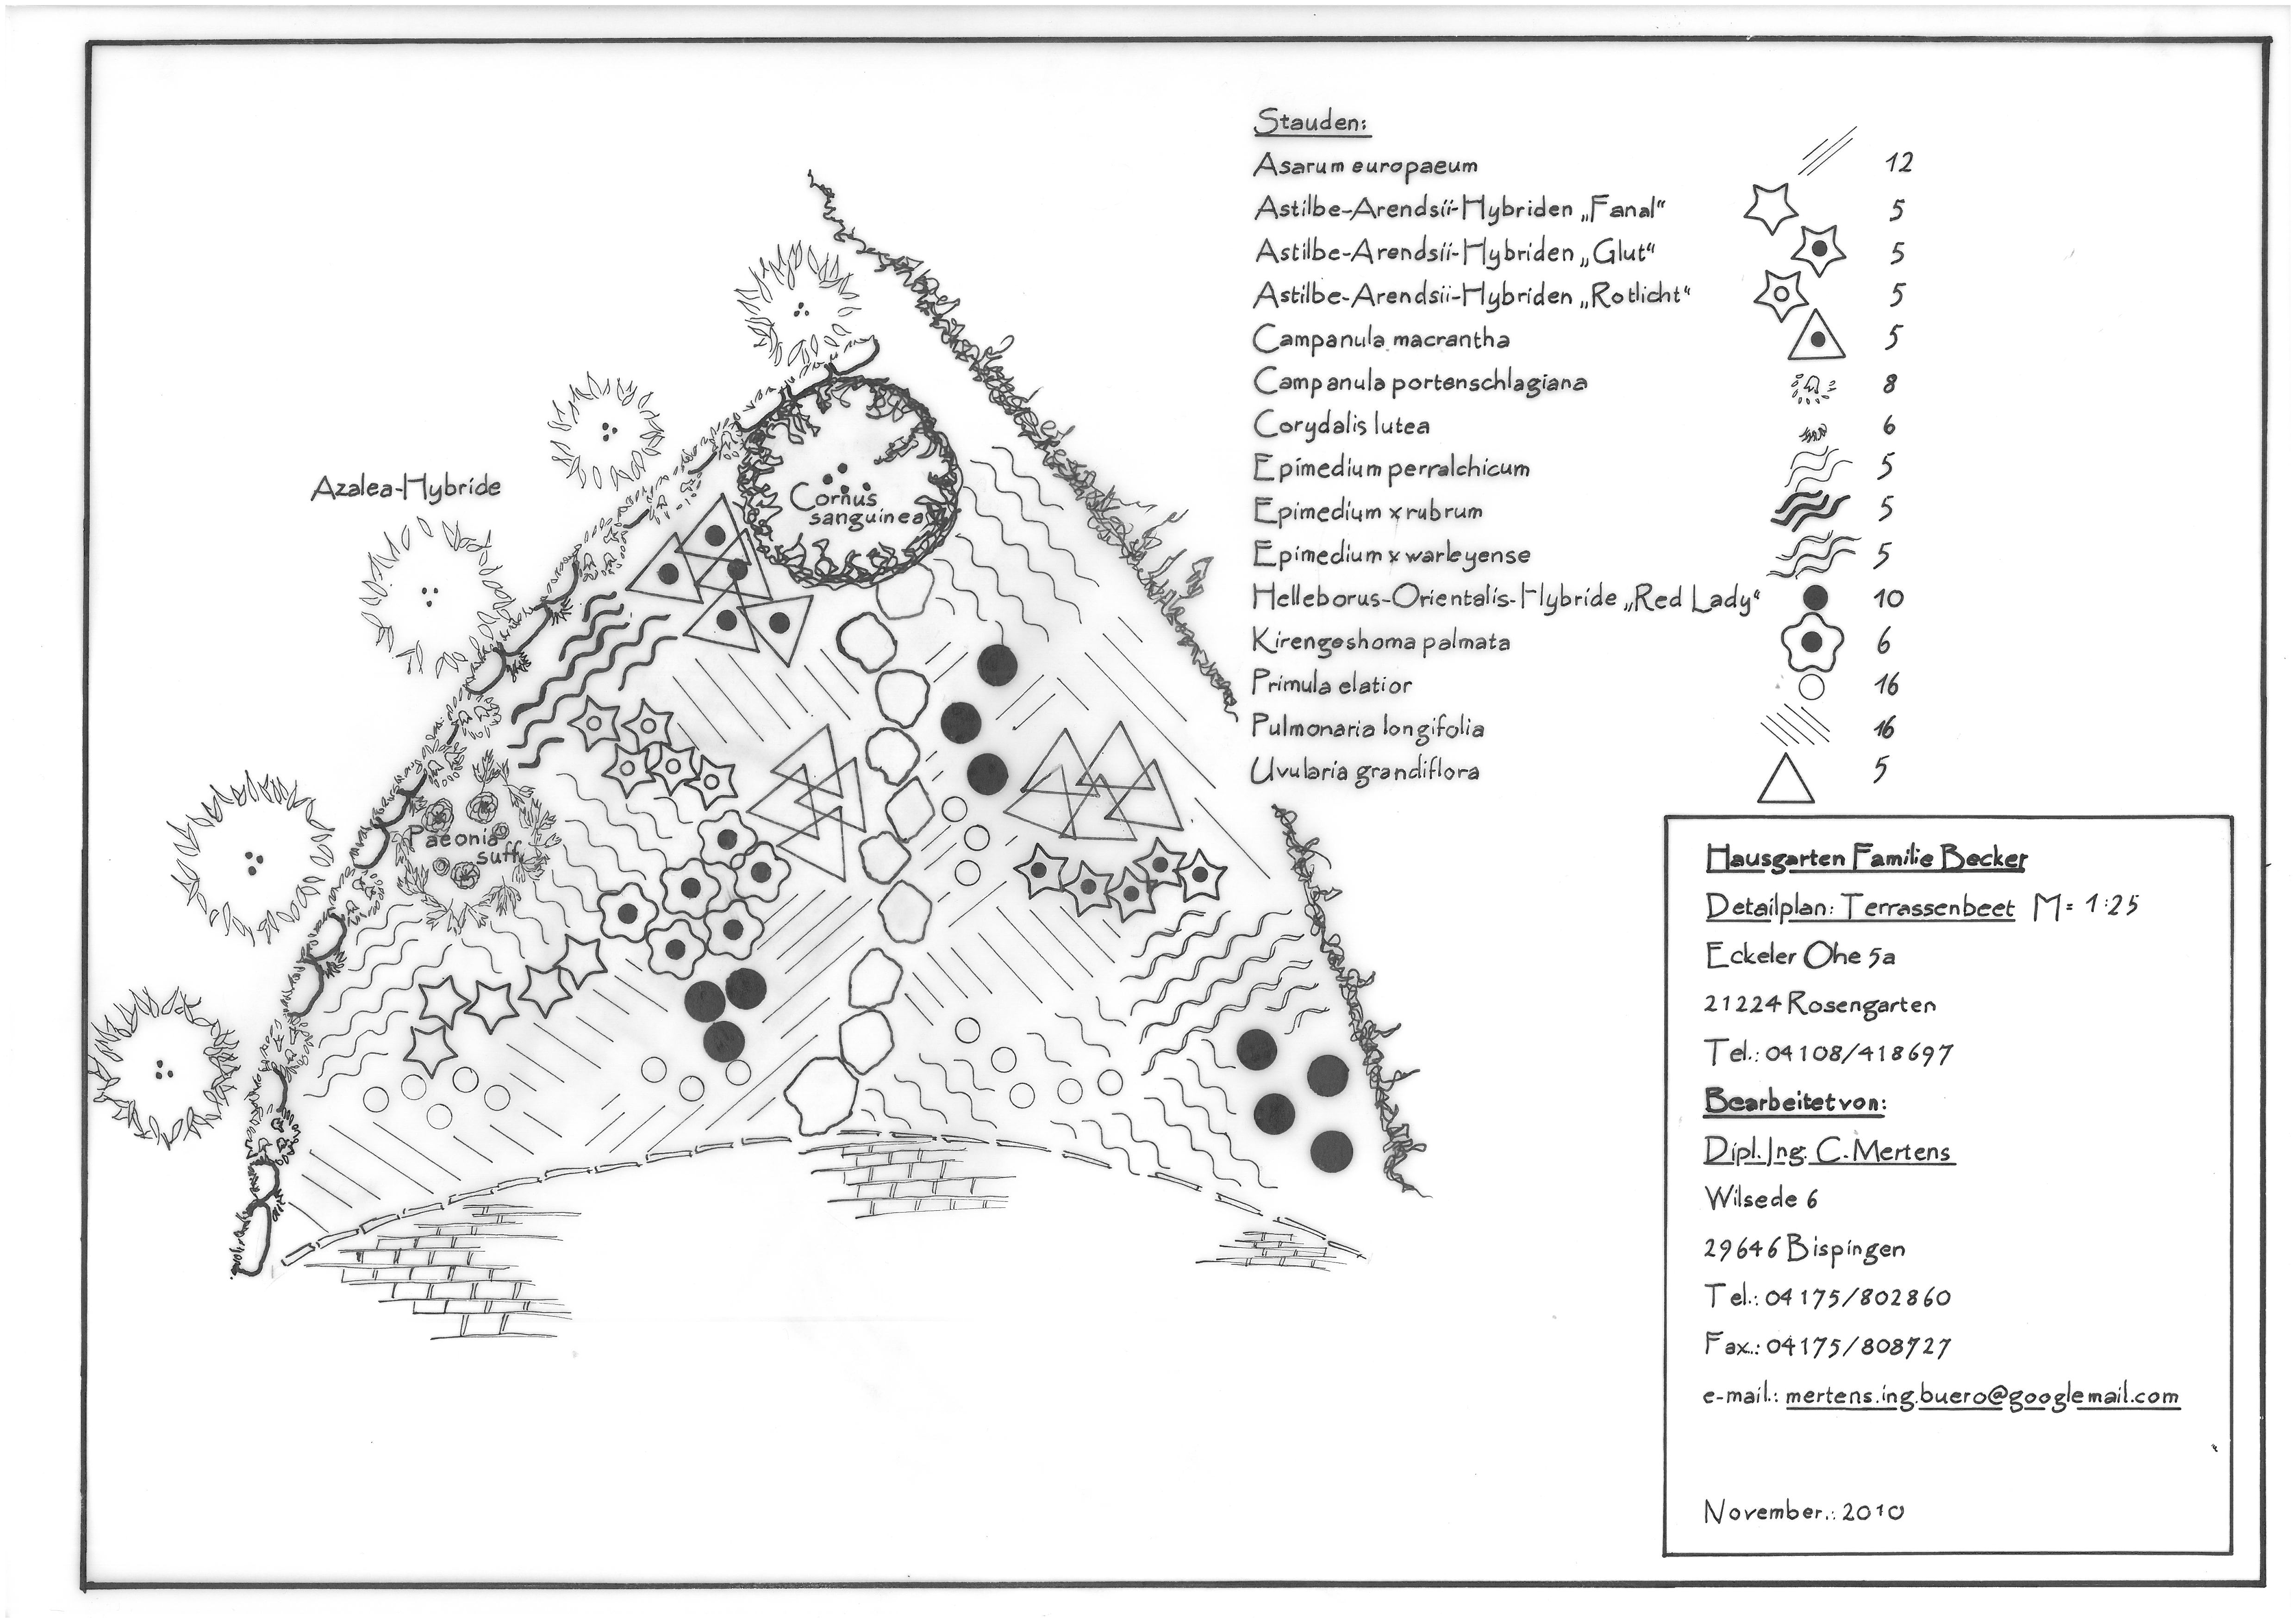 Stauden:
Asarum europaeum 12
Astilbe-Arendsii-Hybriden „Fanal“ 5
Astilbe-Arendsii-Hybriden „Glut“ 5
Astilbe-Arendsii-Hybriden „Rotlicht“ 5
Campanula macrantha 5
Campanula portenschlagiana 8
Corydalis lutea 6
Epimedium perralchicum 5
Epimedium x rubrum 5
Epimedium x warleyense 5
Helleborus-Orientalis-Hybride „Red Lady“ 10
Kirengeshoma palmata 6
Primula elatior 16
Pulmonaria longifolia 16
Uvularia grandiflora 5
Azalea-Hybride
Cornus
sanguinea
Paeonia
suff.
Hausgarten Familie Becker
Detailplan: Terrassenbeet M= 1:25
Eckeler Ohe 5a
21224 Rosengarten
Tel.: 04108/418697
Bearbeitet von:
Dipl. Ing. C. Mertens
Wilsede 6
29646 Bispingen
Tel.: 04175/802860
Fax.: 04175/808727
e-mail.: mertens.ing.buero@googlemail.com
November.: 2010